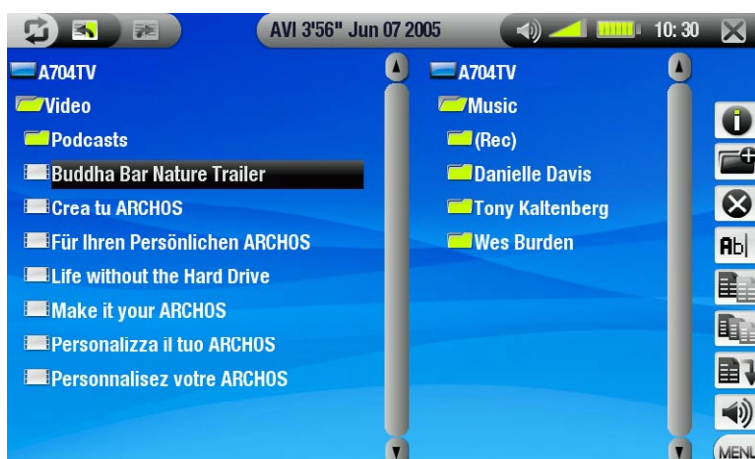 AVI 3'56" Jun 07 2005
10:30
A704TV
Video
Podcasts
Buddha Bar Nature Trailer
Crea tu ARCHOS
Für Ihren Persönlichen ARCHOS
Life without the Hard Drive
Make it your ARCHOS
Personalizza il tuo ARCHOS
Personnalisez votre ARCHOS
A704TV
Music
(Rec)
Danielle Davis
Tony Kaltenberg
Wes Burden
Ab|
MENU